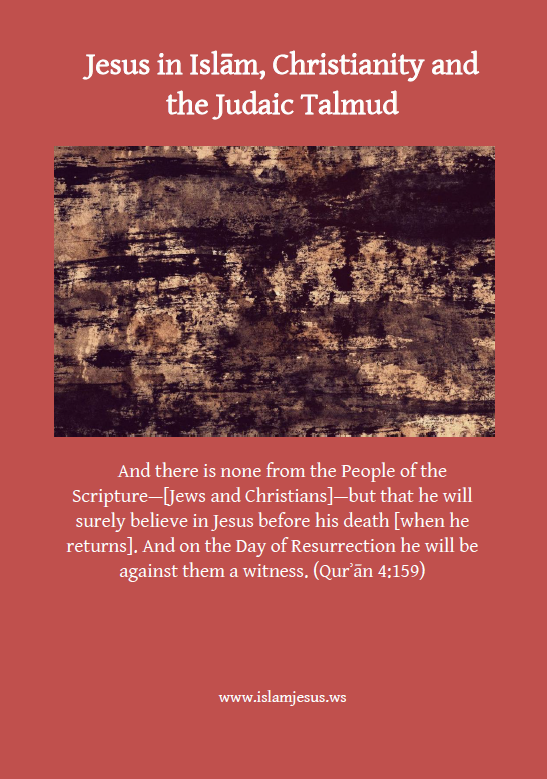 Jesus in Islām, Christianity and
the Judaic Talmud
And there is none from the People of the
Scripture—[Jews and Christians]—but that he will
surely believe in Jesus before his death [when he
returns]. And on the Day of Resurrection he will be
against them a witness. (Qurʾān 4:159)
www.islamjesus.ws